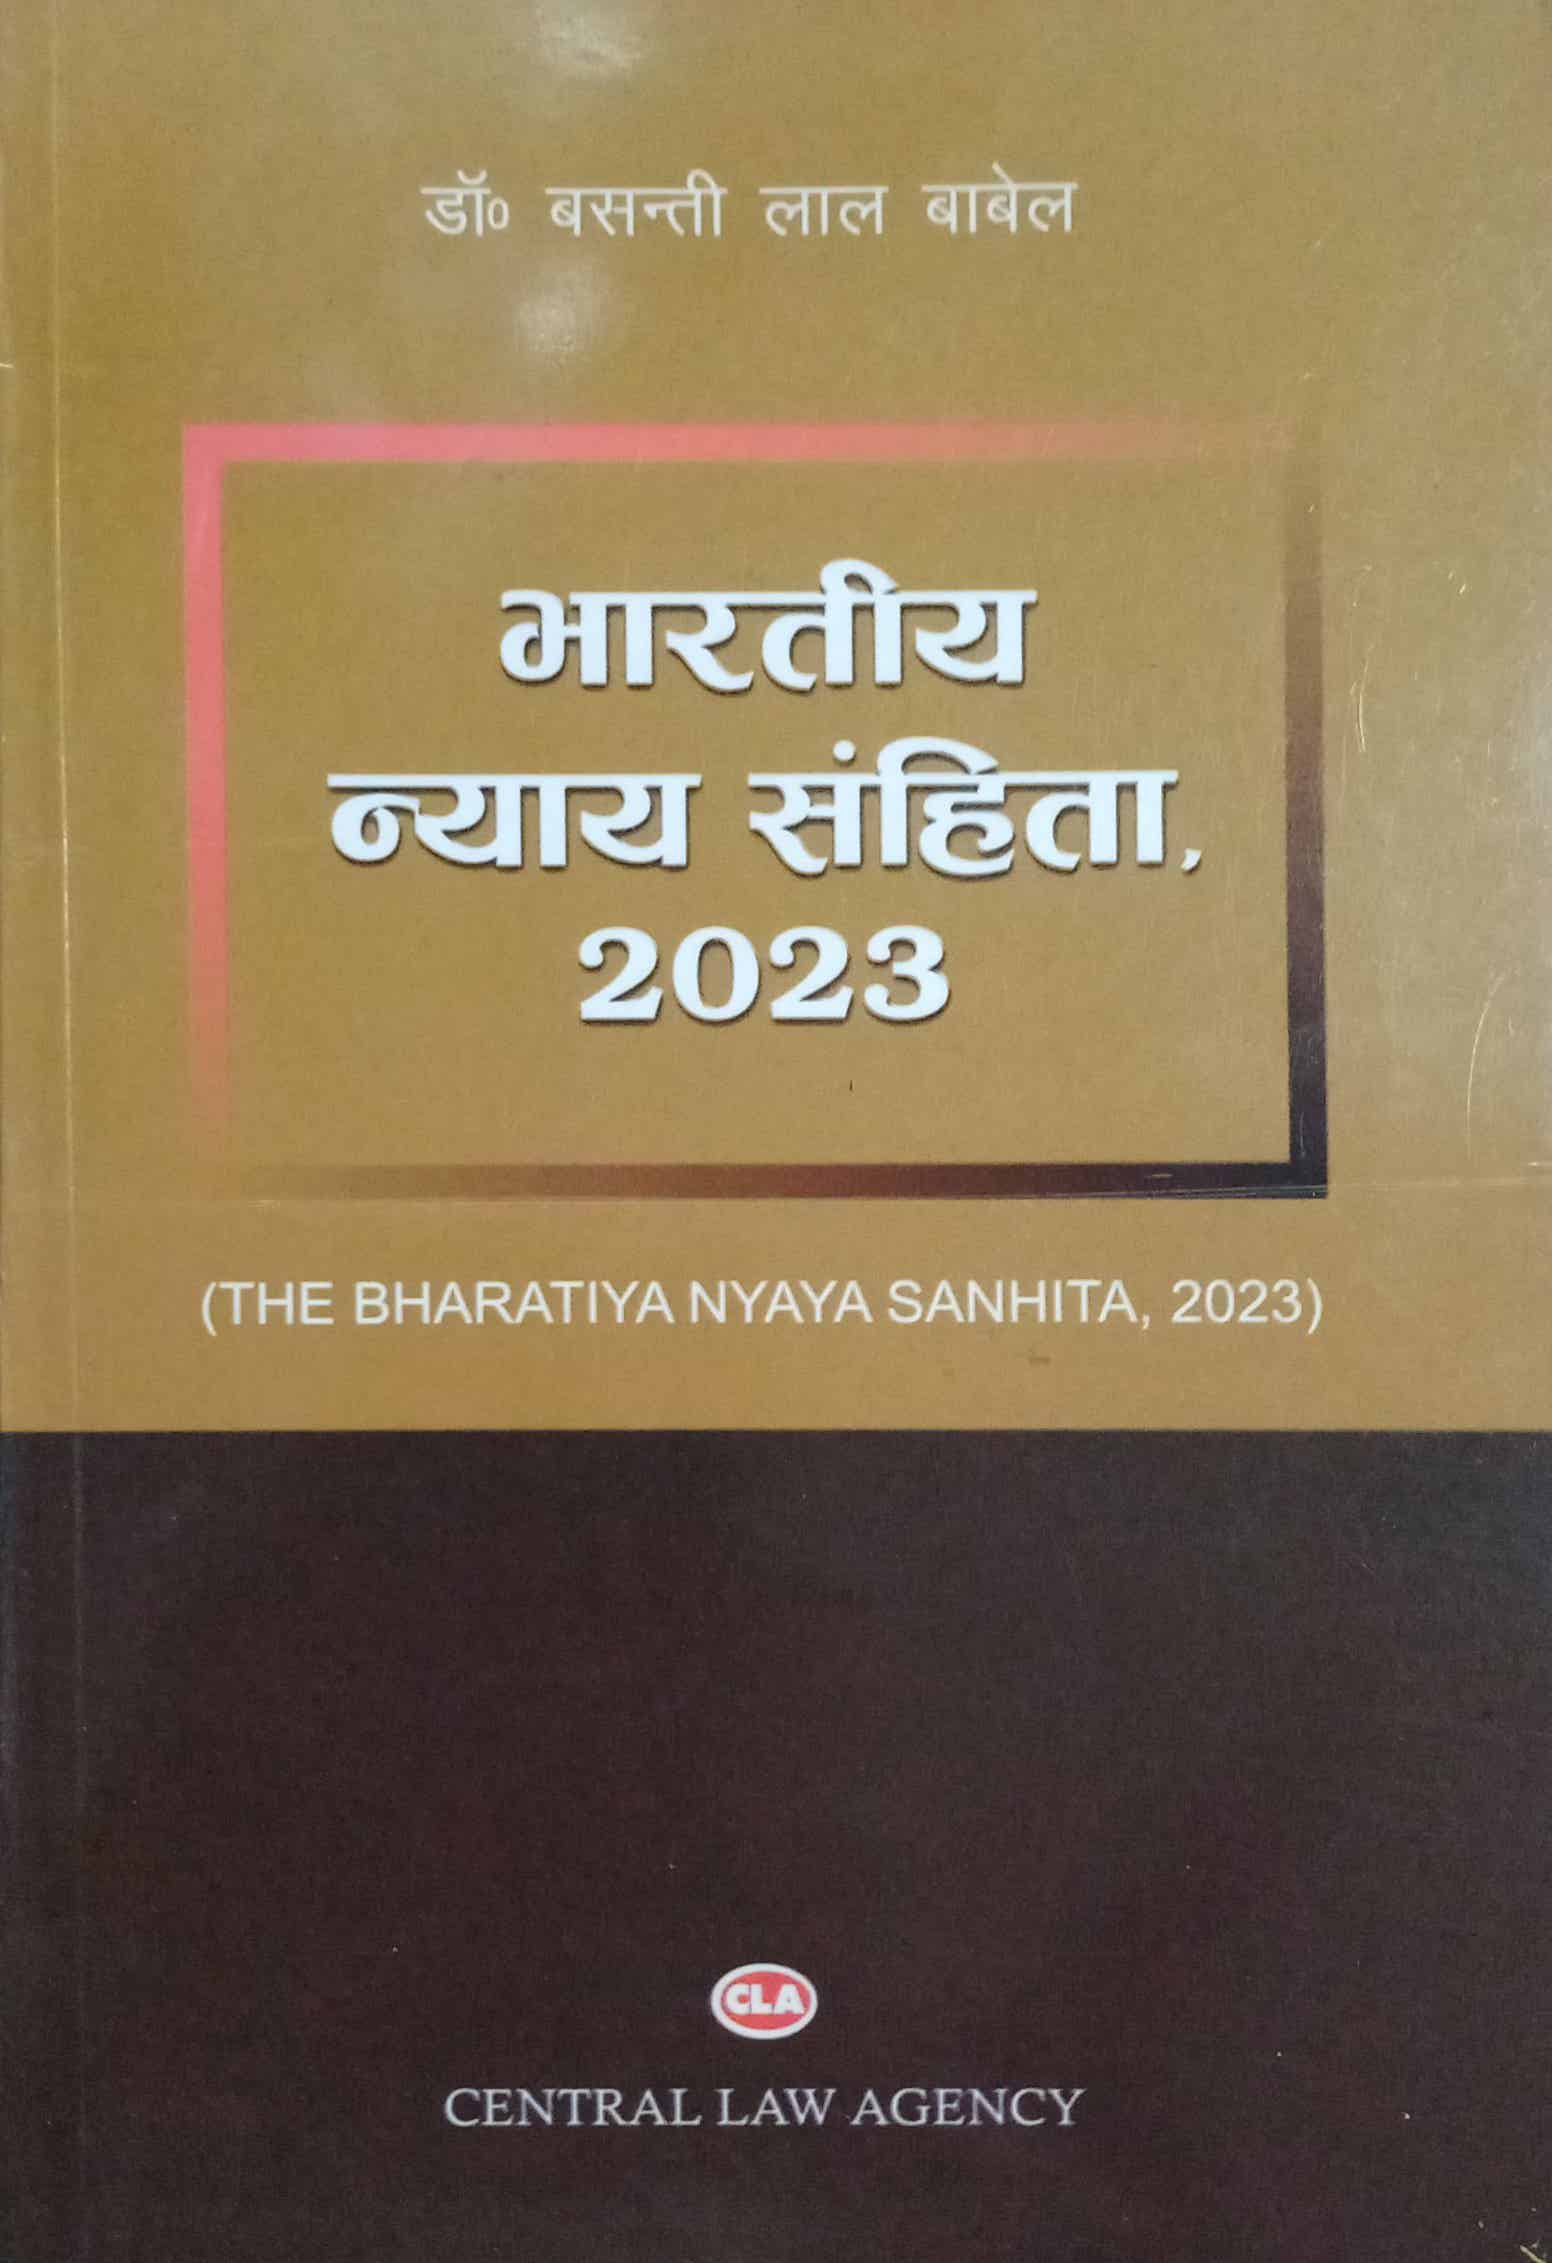 डॉ० बसन्ती लाल बाबेल
भारतीय
न्याय संहिता,
2023
(THE BHARATIYA NYAYA SANHITA, 2023)
CLA
CENTRAL LAW AGENCY